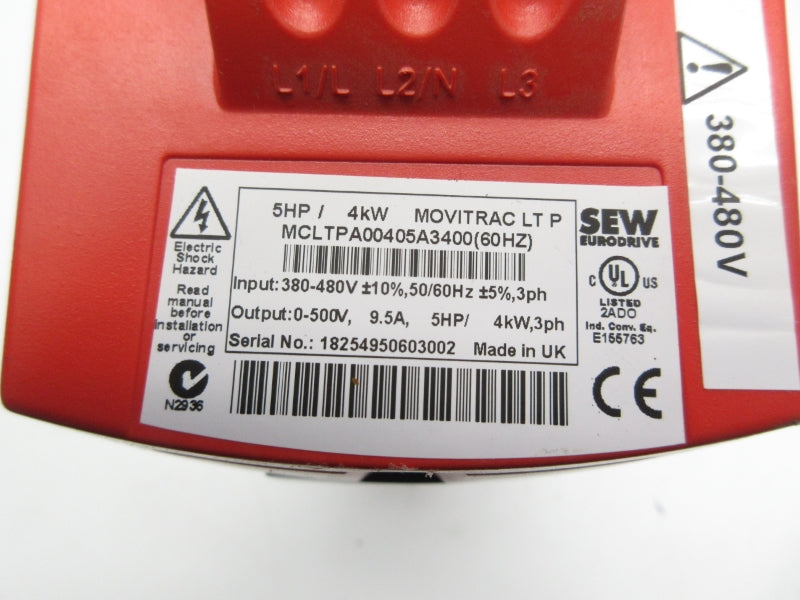 L1/L L2/N L3
380-480V
5HP / 4kW MOVITRAC LT P
MCLTPA00405A3400(60HZ)
Input:380-480V ±10%,50/60Hz ±5%,3ph
Output:0-500V, 9.5A, 5HP/ 4kW,3ph
Serial No.: 18254950603002 Made in UK
Electric
Shock
Hazard
Read
manual
before
installation
or
servicing
N2936
SEW
EURODRIVE
C UL US
LISTED
2ADO
Ind. Conv. Eq.
E155763
CE